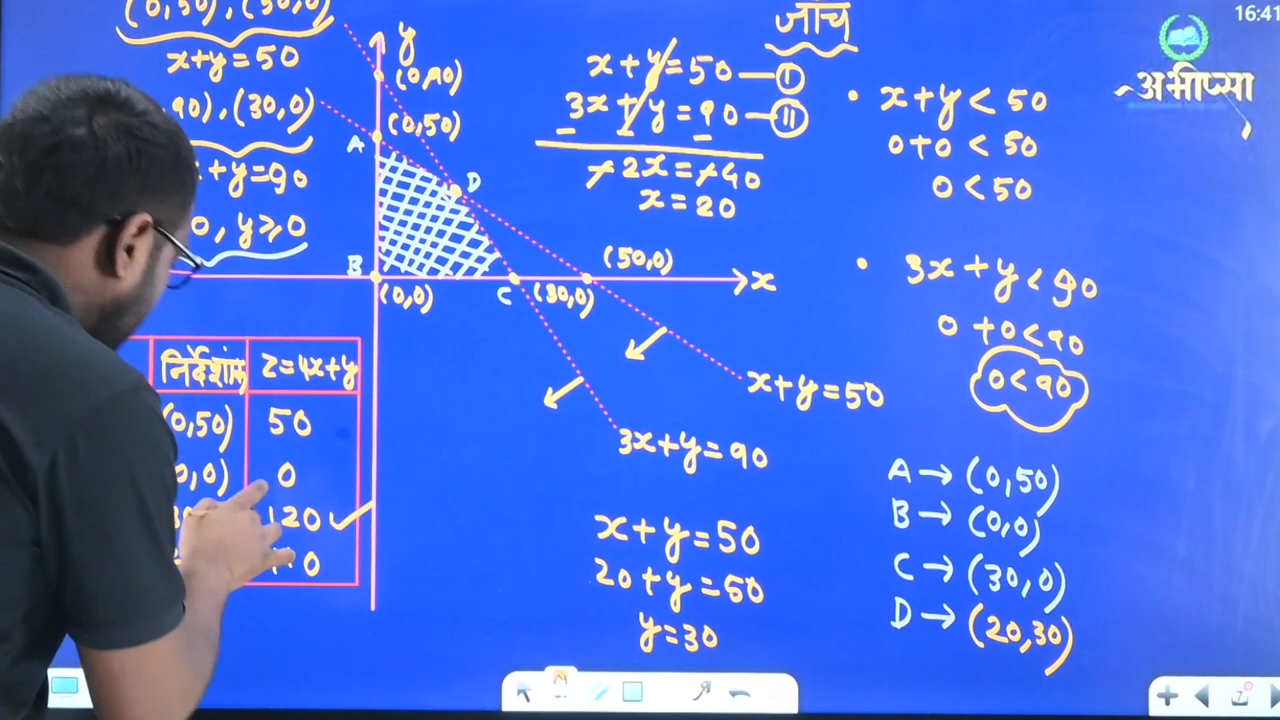 (0,50), (30,0)
x+y=50
90), (30,0)
x+y=90
0, y≥0
निर्देशांक Z=4x+y
(0,50) 50
0,0) 0
120 ✓
0
y
(0,90)
(0,50)
A
D
B
(0,0)
C
(30,0)
(50,0)
x
x+y=50
3x+y=90
जाँच
x+y=50—Ⅰ
3x+y=90—Ⅱ
- - -
-2x=-40
x=20
x+y=50
20+y=50
y=30
• x+y<50
0+0<50
0<50
• 3x+y<90
0+0<90
0<90
A→(0,50)
B→(0,0)
C→(30,0)
D→(20,30)
16:41
अभीप्सा